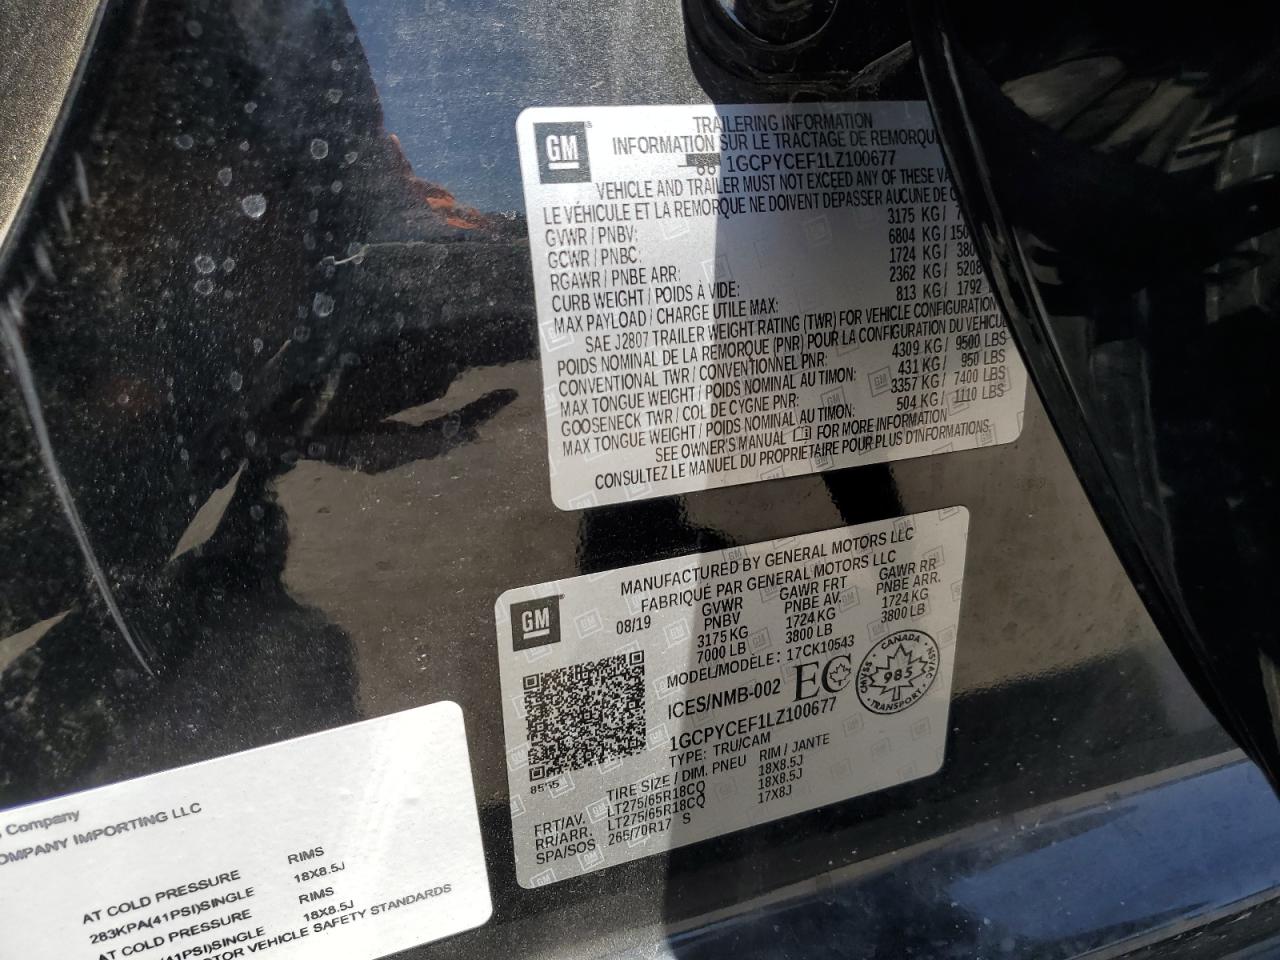 GM
TRAILERING INFORMATION
INFORMATION SUR LE TRACTAGE DE REMORQU
1GCPYCEF1LZ100677
VEHICLE AND TRAILER MUST NOT EXCEED ANY OF THESE VA
LE VÉHICULE ET LA REMORQUE NE DOIVENT DÉPASSER AUCUNE DE C
GVWR / PNBV: 3175 KG / 7
GCWR / PNBC: 6804 KG / 150
RGAWR / PNBE ARR: 1724 KG / 380
CURB WEIGHT / POIDS À VIDE: 2362 KG / 5208
MAX PAYLOAD / CHARGE UTILE MAX: 813 KG / 1792
SAE J2807 TRAILER WEIGHT RATING (TWR) FOR VEHICLE CONFIGURATION
POIDS NOMINAL DE LA REMORQUE (PNR) POUR LA CONFIGURATION DU VÉHICUL
CONVENTIONAL TWR / CONVENTIONNEL PNR: 4309 KG / 9500 LBS
MAX TONGUE WEIGHT / POIDS NOMINAL AU TIMON: 431 KG / 950 LBS
GOOSENECK TWR / COL DE CYGNE PNR: 3357 KG / 7400 LBS
MAX TONGUE WEIGHT / POIDS NOMINAL AU TIMON: 504 KG / 1110 LBS
SEE OWNER'S MANUAL FOR MORE INFORMATION
CONSULTEZ LE MANUEL DU PROPRIÉTAIRE POUR PLUS D'INFORMATIONS.
GM
MANUFACTURED BY GENERAL MOTORS LLC
FABRIQUÉ PAR GENERAL MOTORS LLC
08/19 GVWR GAWR FRT GAWR RR
PNBV PNBE AV. PNBE ARR.
3175 KG 1724 KG 1724 KG
7000 LB 3800 LB 3800 LB
MODEL/MODÈLE: 17CK10543
ICES/NMB-002 EC
CANADA CMVSS 985 NSVAC TRANSPORT
1GCPYCEF1LZ100677
TYPE: TRU/CAM
TIRE SIZE / DIM. PNEU RIM / JANTE
FRT/AV. LT275/65R18CQ 18X8.5J
RR/ARR. LT275/65R18CQ 18X8.5J
SPA/SOS 265/70R17 S 17X8J
Company
OMPANY IMPORTING LLC
AT COLD PRESSURE RIMS
283KPA(41PSI)SINGLE 18X8.5J
AT COLD PRESSURE RIMS
(41PSI)SINGLE 18X8.5J
TOR VEHICLE SAFETY STANDARDS